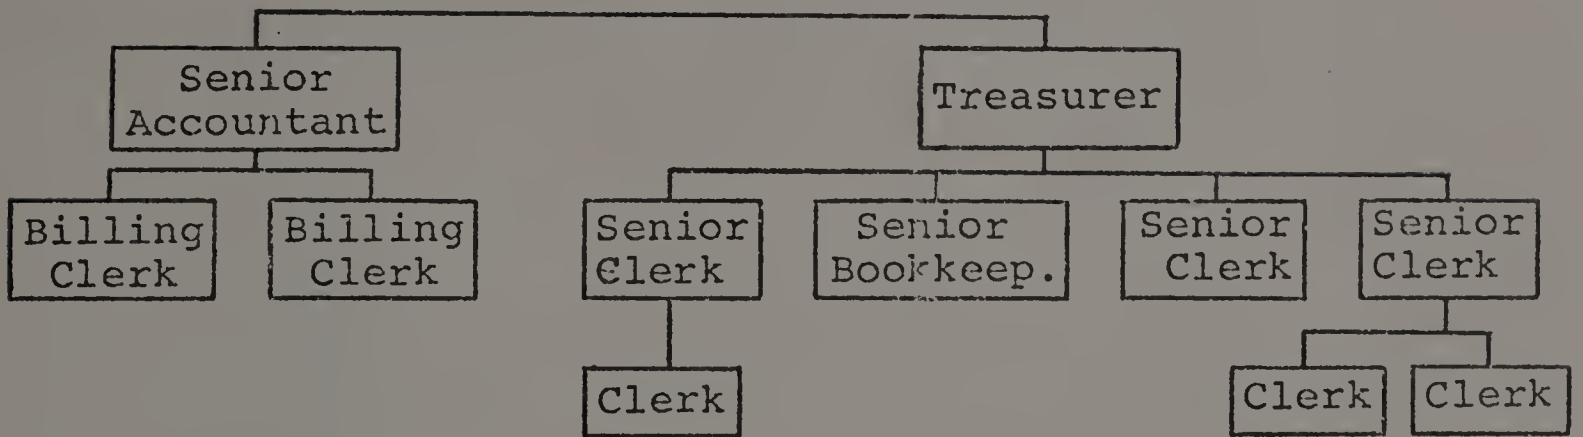 Senior
Accountant
Treasurer
Billing
Clerk
Billing
Clerk
Senior
Clerk
Senior
Bookkeep.
Senior
Clerk
Senior
Clerk
Clerk
Clerk
Clerk